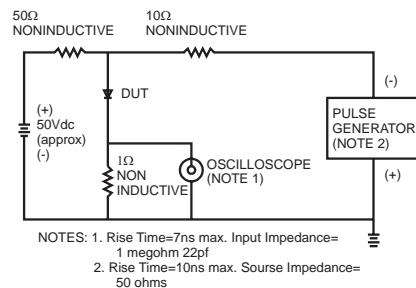 50Ω
NONINDUCTIVE
10Ω
NONINDUCTIVE
(+)
50Vdc
(approx)
(-)
DUT
1Ω
NON
INDUCTIVE
OSCILLOSCOPE
(NOTE 1)
(-)
PULSE
GENERATOR
(NOTE 2)
(+)
NOTES: 1. Rise Time=7ns max. Input Impedance=
1 megohm 22pf
2. Rise Time=10ns max. Sourse Impedance=
50 ohms